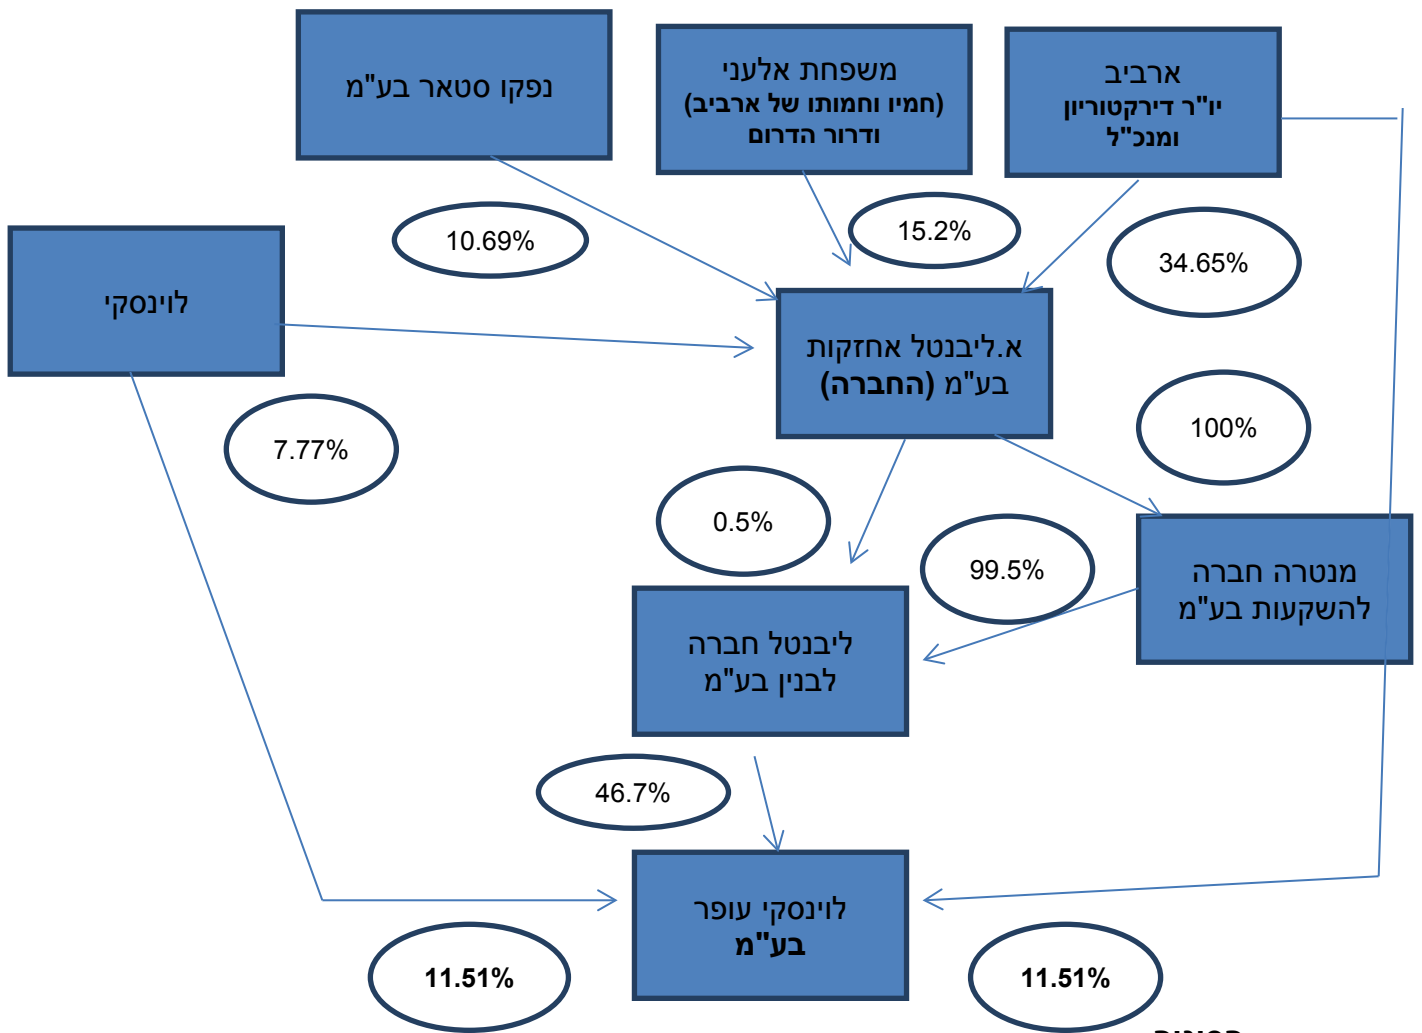 נפקו סטאר בע"מ
משפחת אלעני
(חמיו וחמותו של ארביב)
ודרור הדרום
ארביב
יו"ר דירקטוריון
ומנכ"ל
10.69%
15.2%
34.65%
לוינסקי
א.ליבנטל אחזקות
בע"מ (החברה)
7.77%
100%
0.5%
99.5%
מנטרה חברה
להשקעות בע"מ
ליבנטל חברה
לבנין בע"מ
46.7%
לוינסקי עופר
בע"מ
11.51%
11.51%